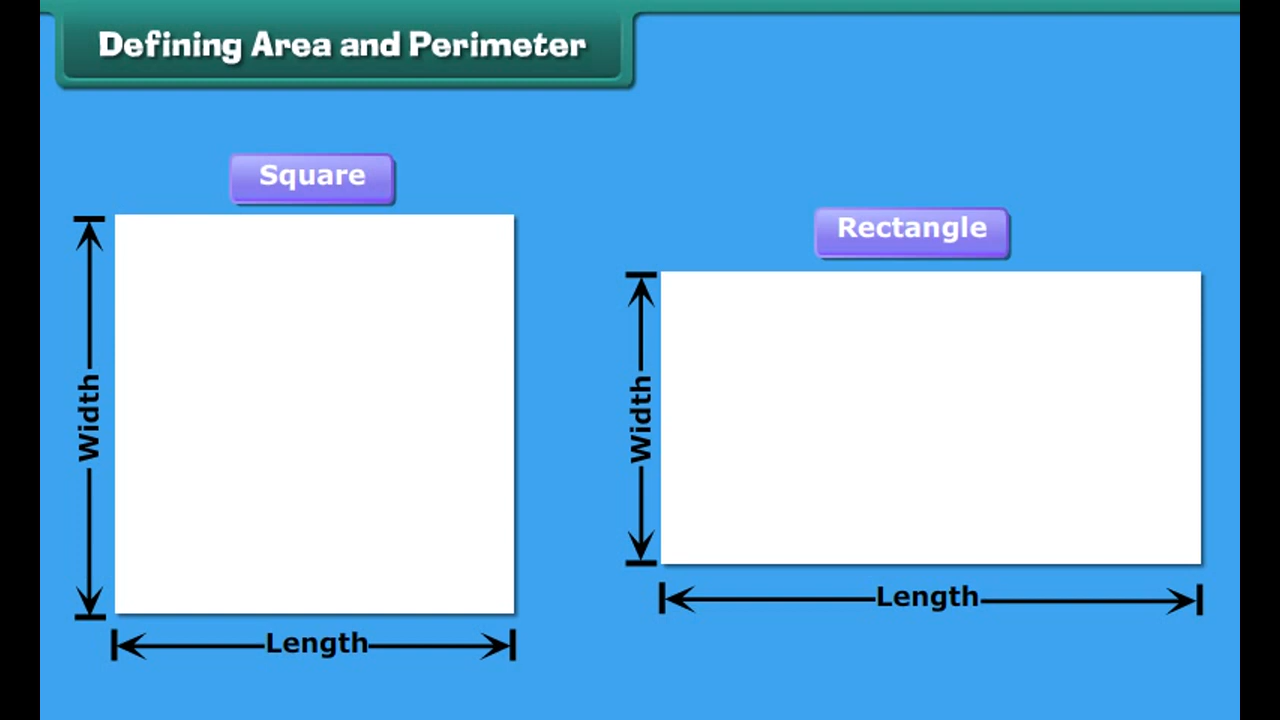 Defining Area and Perimeter
Square
Rectangle
Width
Width
Length
Length